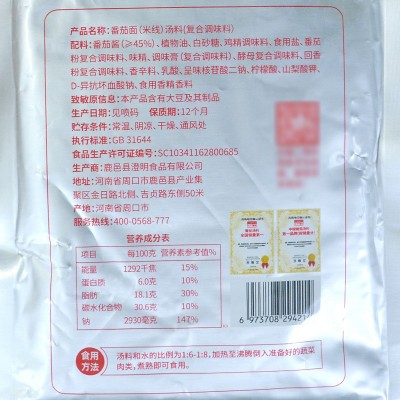 产品名称:番茄面(米线)汤料(复合调味料)
配料:番茄酱(≥45%)、植物油、白砂糖、鸡精调味料、食用盐、番茄
粉复合调味料、味精、调味膏(复合调味料)、酵母复合调味料、回香
粉复合调味料、香辛料、乳酸、呈味核苷酸二钠、柠檬酸、山梨酸钾、
D-异抗坏血酸钠、食用香精香料
致敏原信息:本产品含有大豆及其制品
生产日期:见喷码 保质期:12个月
贮存条件:常温、阴凉、干燥、通风处
执行标准:GB 31644
食品生产许可证编号:SC10341162800685
生产商:鹿邑县澄明食品有限公司
地址:河南省周口市鹿邑县产业集
聚区金日路北侧、吉贞路东侧50米
产地:河南省周口市
服务热线:400-0568-777
营养成分表
项目 每100克 营养素参考值%
能量 1292千焦 15%
蛋白质 6.0克 10%
脂肪 18.1克 30%
碳水化合物 30.6克 10%
钠 2930毫克 147%
6 973708 29421
食用方法
汤料和水的比例为1:6-1:8,加热至沸腾倒入准备好的蔬菜
肉类,煮熟即可食用。